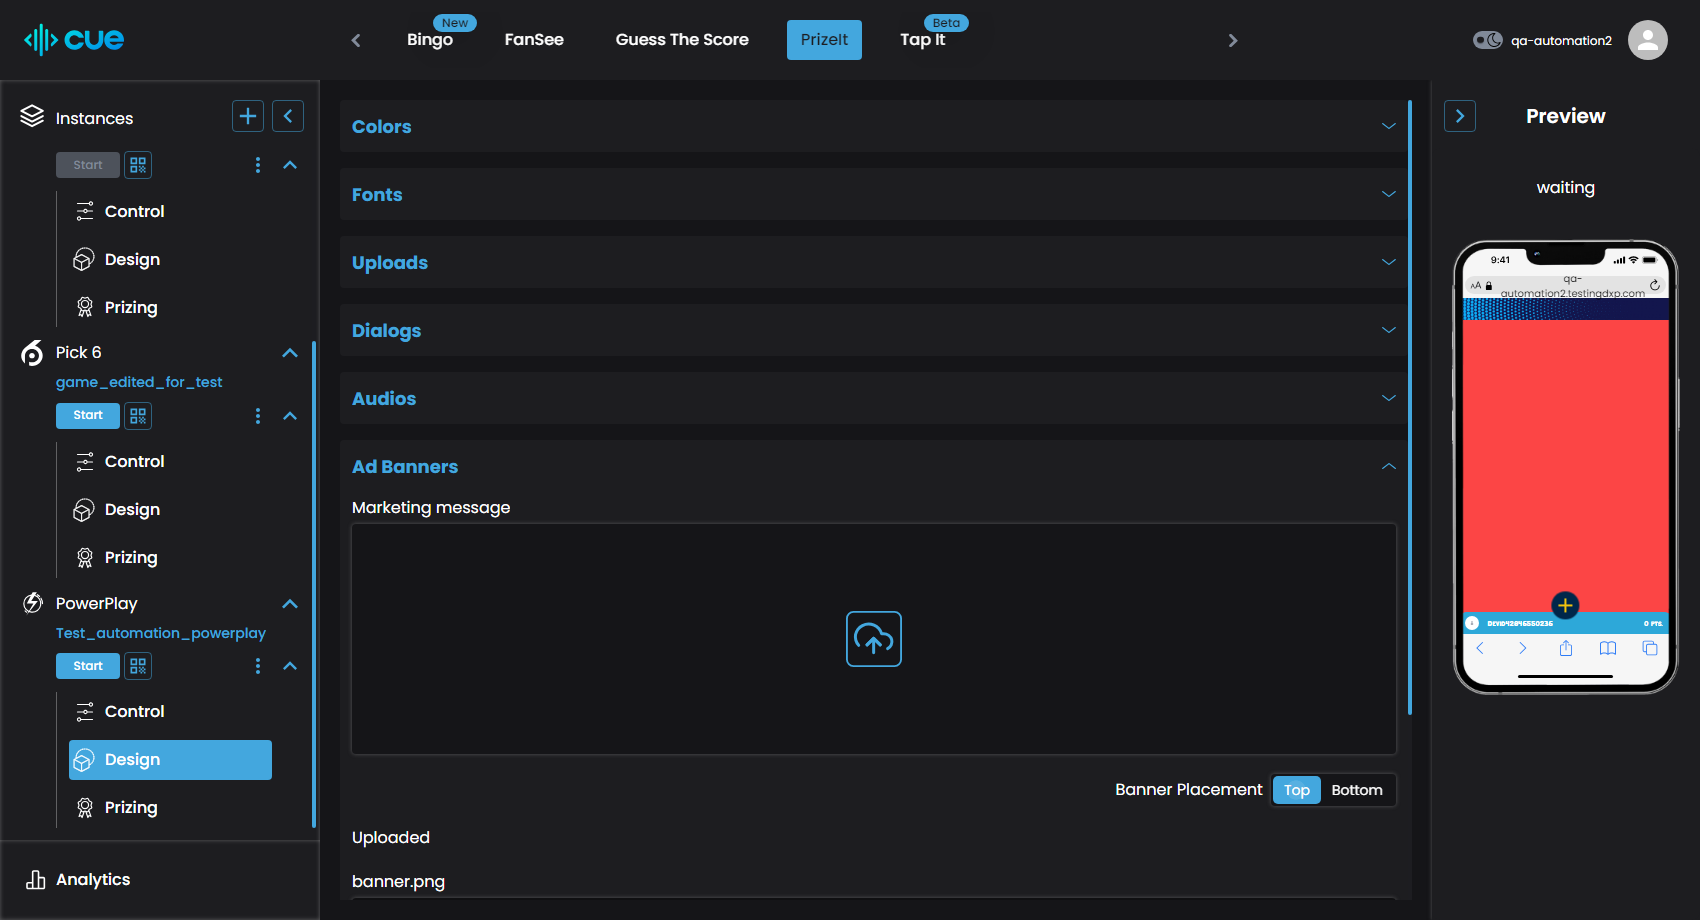 cue
New
Bingo
FanSee
Guess The Score
PrizeIt
Beta
Tap It
qa-automation2
Instances
Start
Control
Design
Prizing
Pick 6
game_edited_for_test
Start
Control
Design
Prizing
PowerPlay
Test_automation_powerplay
Start
Control
Design
Prizing
Analytics
Colors
Fonts
Uploads
Dialogs
Audios
Ad Banners
Marketing message
Banner Placement
Top
Bottom
Uploaded
banner.png
Preview
waiting
9:41
AA
qa-
automation2.testingdxp.com
0 PTS.